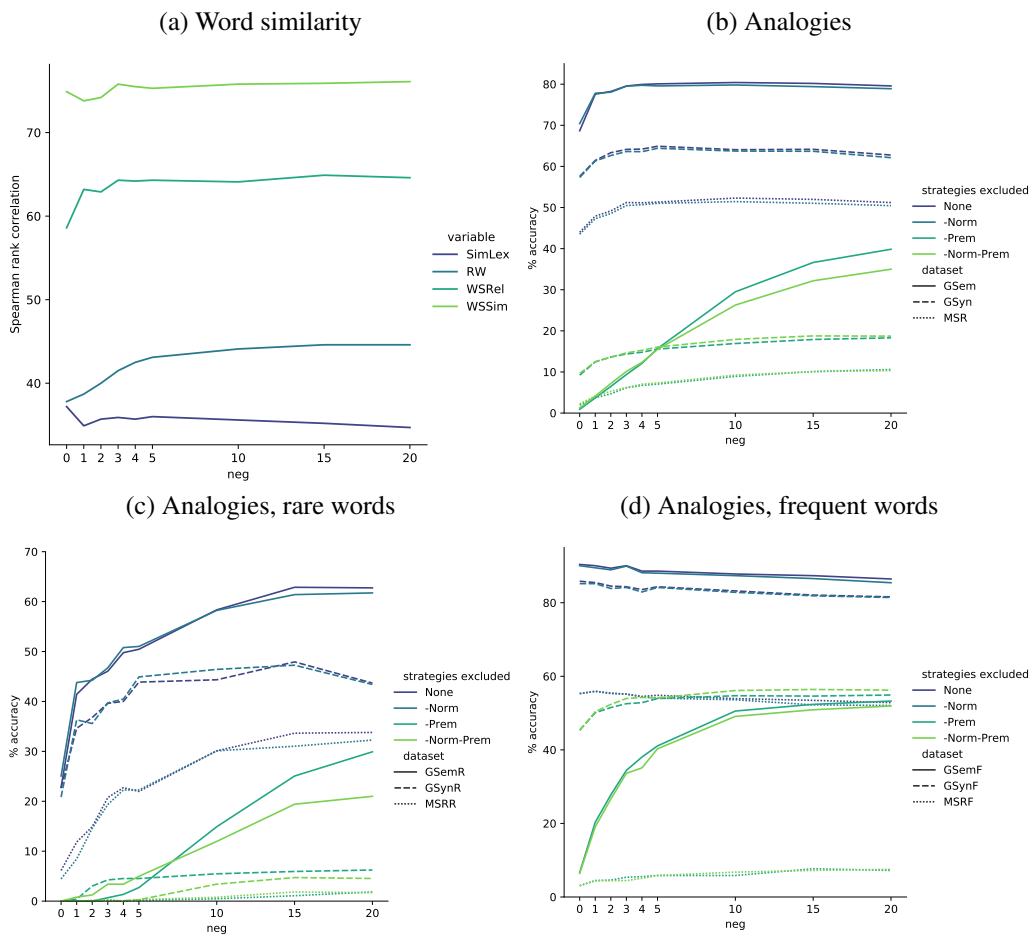 (a) Word similarity
Spearman rank correlation
70
60
50
40
0 1 2 3 4 5 10 15 20
neg
variable
SimLex
RW
WSRel
WSSim
(b) Analogies
% accuracy
80
70
60
50
40
30
20
10
0
0 1 2 3 4 5 10 15 20
neg
strategies excluded
None
-Norm
-Prem
-Norm-Prem
dataset
GSem
GSyn
MSR
(c) Analogies, rare words
% accuracy
70
60
50
40
30
20
10
0
0 1 2 3 4 5 10 15 20
neg
strategies excluded
None
-Norm
-Prem
-Norm-Prem
dataset
GSemR
GSynR
MSRR
(d) Analogies, frequent words
% accuracy
80
60
40
20
0
0 1 2 3 4 5 10 15 20
neg
strategies excluded
None
-Norm
-Prem
-Norm-Prem
dataset
GSemF
GSynF
MSRF